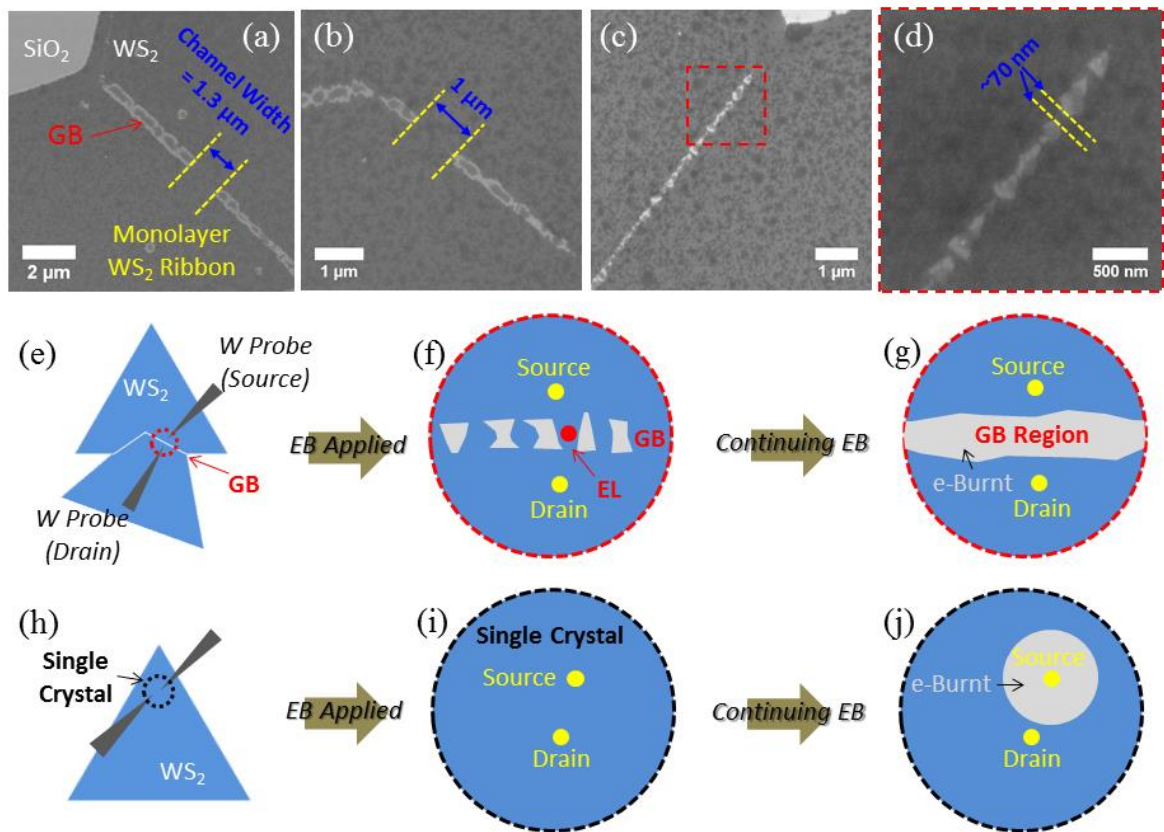 (a)
SiO₂
WS₂
Channel Width
= 1.3 µm
GB
Monolayer
WS₂ Ribbon
2 µm
(b)
1 µm
1 µm
(c)
1 µm
(d)
~70 nm
500 nm
(e)
WS₂
W Probe
(Source)
GB
W Probe
(Drain)
EB Applied
(f)
Source
GB
EL
Drain
Continuing EB
(g)
Source
GB Region
e-Burnt
Drain
(h)
Single
Crystal
WS₂
EB Applied
(i)
Single Crystal
Source
Drain
Continuing EB
(j)
Source
e-Burnt
Drain